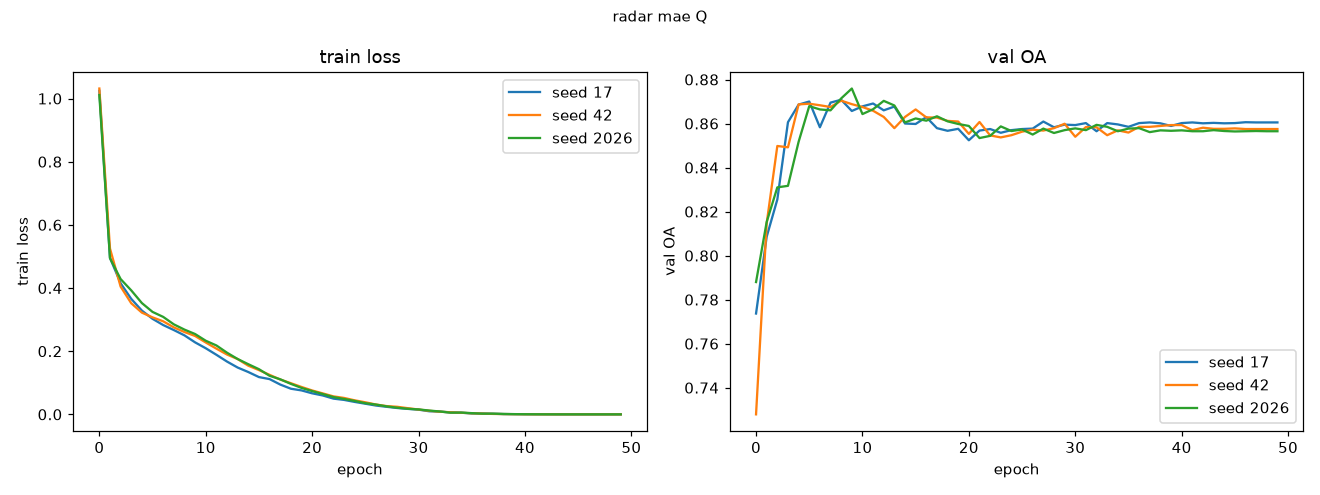 radar mae Q
train loss
train loss
1.0
0.8
0.6
0.4
0.2
0.0
0
10
20
30
40
50
epoch
seed 17
seed 42
seed 2026
val OA
val OA
0.88
0.86
0.84
0.82
0.80
0.78
0.76
0.74
0
10
20
30
40
50
epoch
seed 17
seed 42
seed 2026